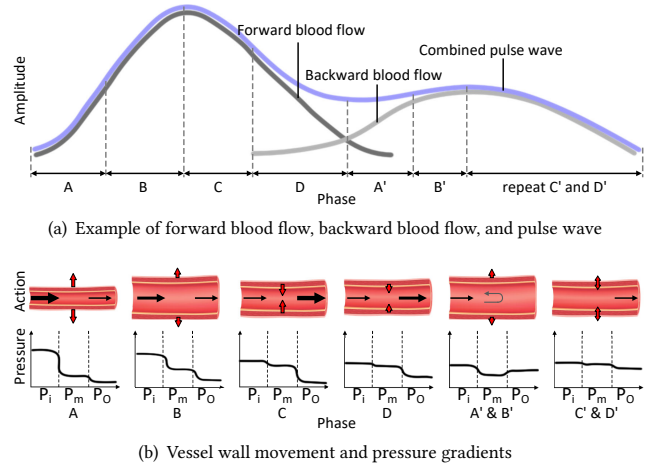 Forward blood flow
Combined pulse wave
Backward blood flow
Amplitude
A B C D A' B' repeat C' and D'
Phase
(a) Example of forward blood flow, backward blood flow, and pulse wave
Action
Pressure
Pi Pm PO Pi Pm PO Pi Pm PO Pi Pm PO Pi Pm PO Pi Pm PO
A B C D A' & B' C' & D'
Phase
(b) Vessel wall movement and pressure gradients